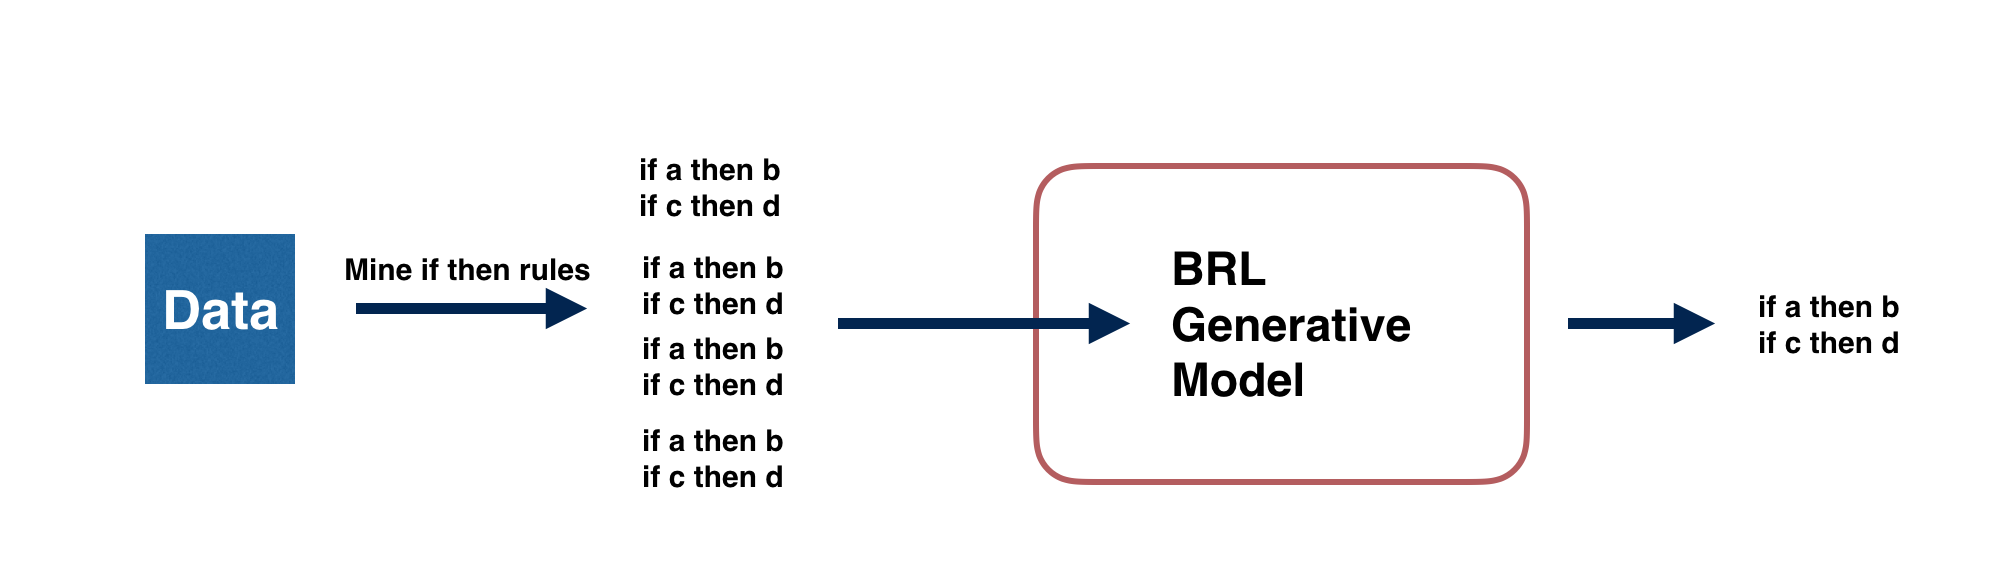 Data
Mine if then rules
if a then b
if c then d
if a then b
if c then d
if a then b
if c then d
if a then b
if c then d
BRL
Generative
Model
if a then b
if c then d